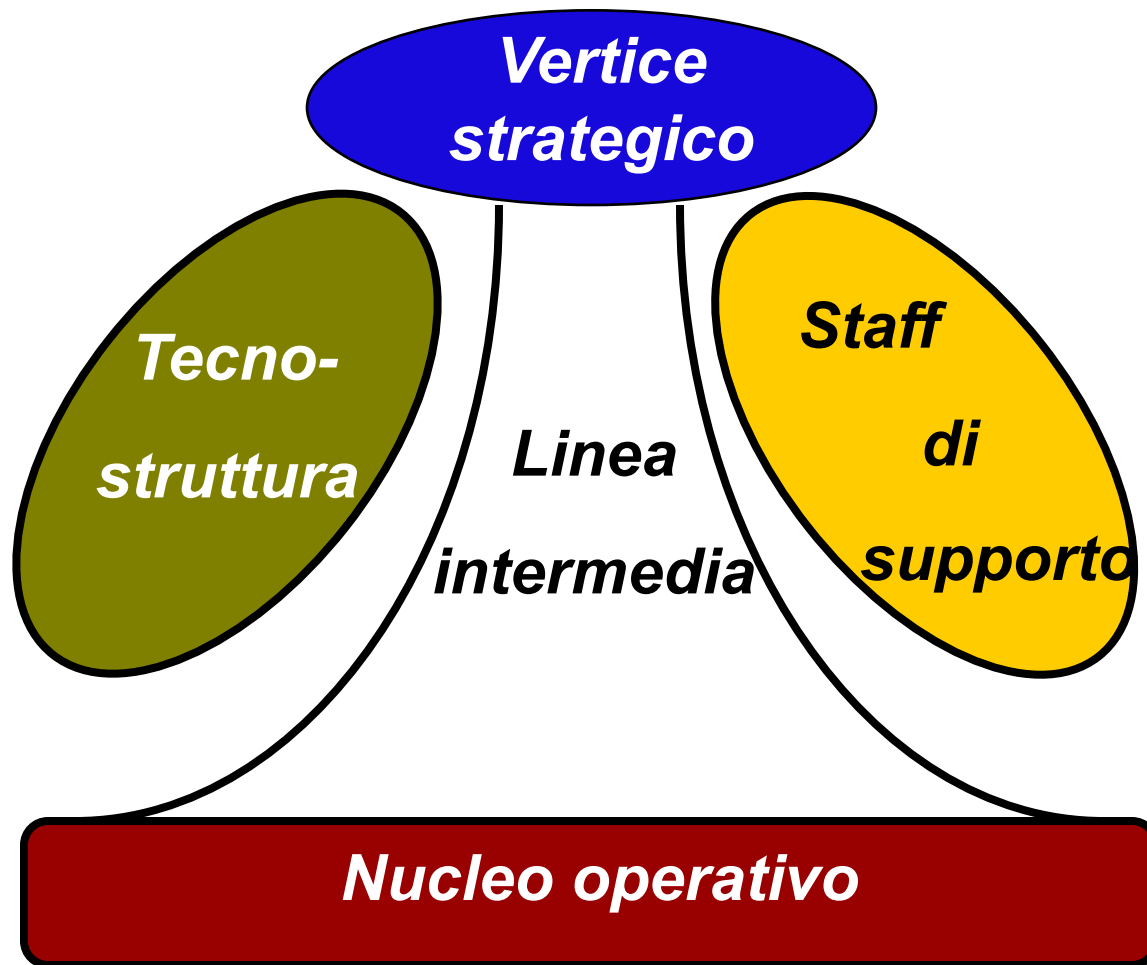 Vertice
strategico
Tecno-
struttura
Linea
intermedia
Staff
di
supporto
Nucleo operativo